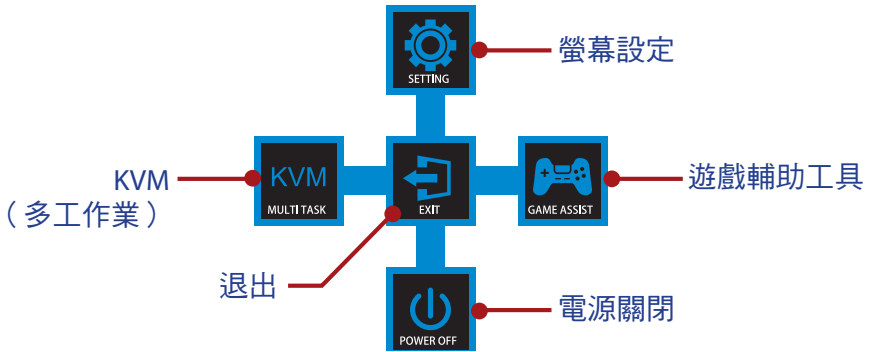 SETTING
螢幕設定
KVM
MULTI TASK
KVM
（多工作業）
EXIT
退出
GAME ASSIST
遊戲輔助工具
POWER OFF
電源關閉